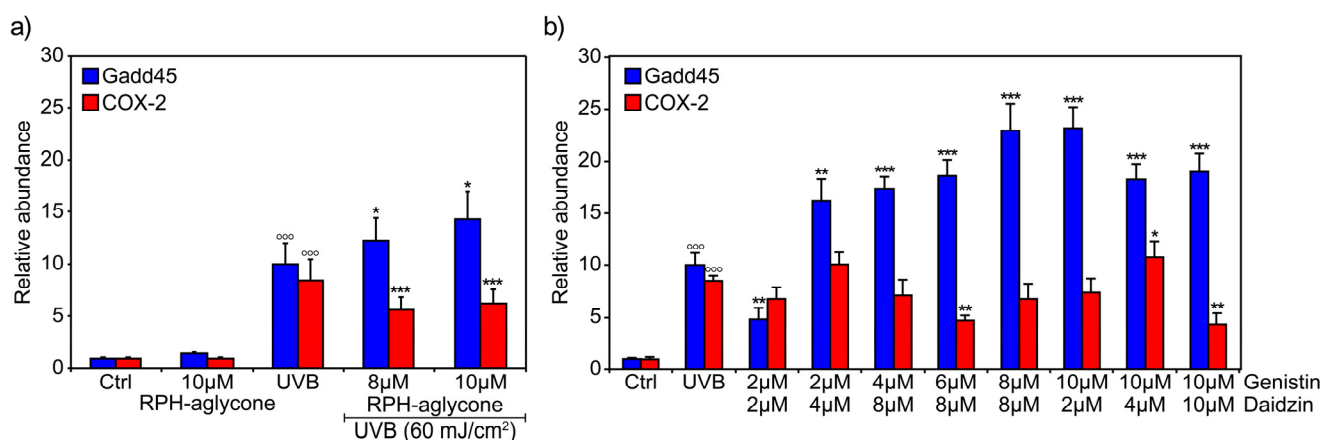 a)
30
25
20
15
10
5
0
Relative abundance
Gadd45
COX-2
°°° °°° * *** * ***
Ctrl 10µM UVB 8µM 10µM
RPH-aglycone RPH-aglycone
UVB (60 mJ/cm²)
b)
30
25
20
15
10
5
0
Relative abundance
Gadd45
COX-2
°°° °°° ** ** *** *** ** *** *** *** * *** **
Ctrl UVB 2µM 2µM 4µM 6µM 8µM 10µM 10µM 10µM Genistin
2µM 4µM 8µM 8µM 8µM 2µM 4µM 10µM Daidzin